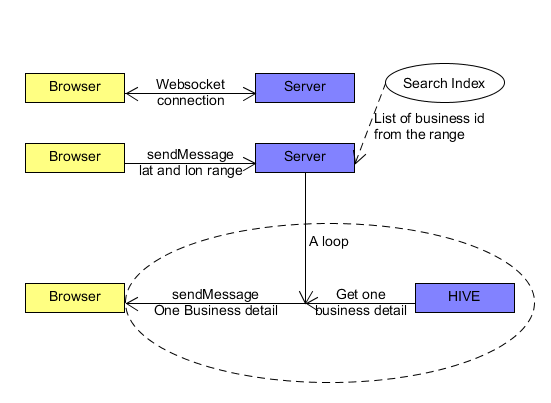 Browser
Websocket
connection
Server
Search Index
List of business id
from the range
Browser
sendMessage
lat and lon range
Server
A loop
Browser
sendMessage
One Business detail
Get one
business detail
HIVE